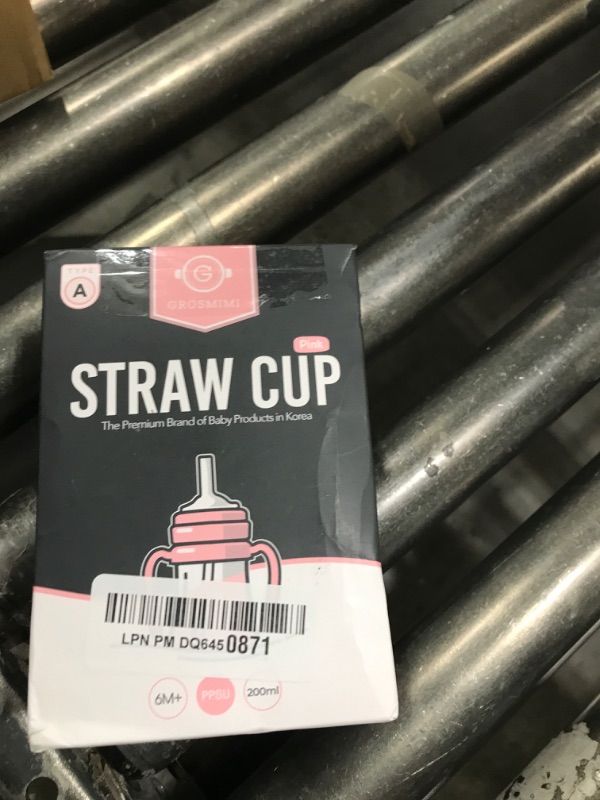 TYPE
A
G
GROSMIMI
Pink
STRAW CUP
The Premium Brand of Baby Products in Korea
LPN PM DQ6450871
6M+ PPSU 200ml